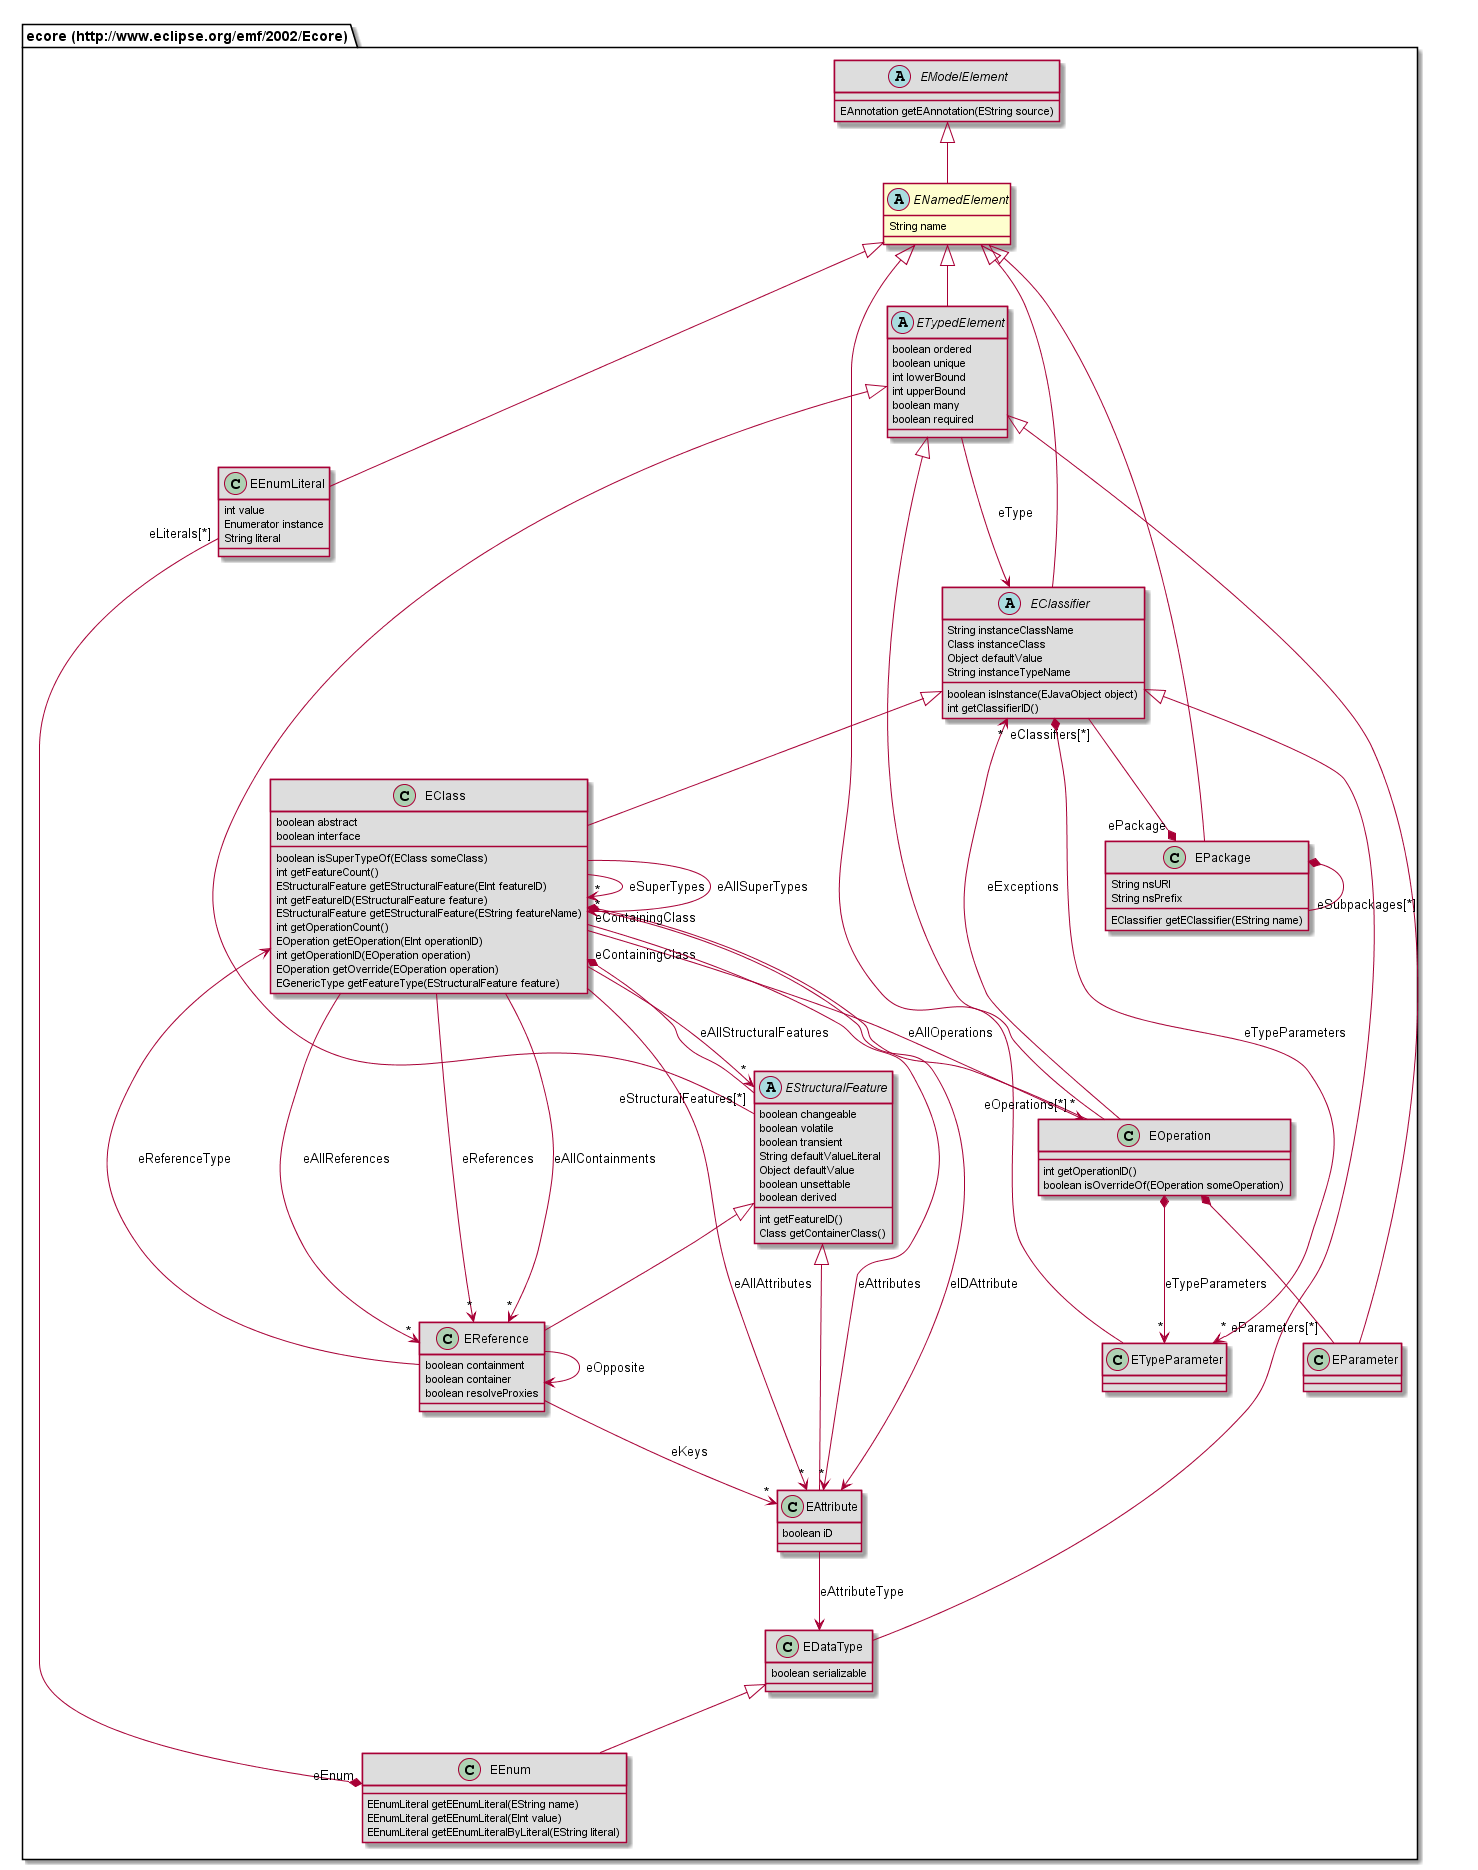 ecore (http://www.eclipse.org/emf/2002/Ecore)
A EModelElement
EAnnotation getEAnnotation(EString source)
A ENamedElement
String name
A ETypedElement
boolean ordered
boolean unique
int lowerBound
int upperBound
boolean many
boolean required
C EEnumLiteral
int value
Enumerator instance
String literal
eLiterals[*]
eType
A EClassifier
String instanceClassName
Class instanceClass
Object defaultValue
String instanceTypeName
boolean isInstance(EJavaObject object)
int getClassifierID()
* eClassifiers[*]
C EClass
boolean abstract
boolean interface
boolean isSuperTypeOf(EClass someClass)
int getFeatureCount()
EStructuralFeature getEStructuralFeature(EInt featureID)
int getFeatureID(EStructuralFeature feature)
EStructuralFeature getEStructuralFeature(EString featureName)
int getOperationCount()
EOperation getEOperation(EInt operationID)
int getOperationID(EOperation operation)
EOperation getOverride(EOperation operation)
EGenericType getFeatureType(EStructuralFeature feature)
* eSuperTypes
* eAllSuperTypes
eContainingClass
eContainingClass
eExceptions
ePackage
C EPackage
String nsURI
String nsPrefix
EClassifier getEClassifier(EString name)
eSubpackages[*]
eAllStructuralFeatures
*
eAllOperations
eTypeParameters
eStructuralFeatures[*]
A EStructuralFeature
boolean changeable
boolean volatile
boolean transient
String defaultValueLiteral
Object defaultValue
boolean unsettable
boolean derived
int getFeatureID()
Class getContainerClass()
eOperations[*] *
C EOperation
int getOperationID()
boolean isOverrideOf(EOperation someOperation)
eReferenceType
eAllReferences
eReferences
eAllContainments
eAllAttributes
eAttributes
eIDAttribute
eTypeParameters
*
*
*
*
* eParameters[*]
C EReference
boolean containment
boolean container
boolean resolveProxies
eOpposite
C ETypeParameter
C EParameter
eKeys
*
*
*
C EAttribute
boolean iD
eAttributeType
C EDataType
boolean serializable
eEnum
C EEnum
EEnumLiteral getEEnumLiteral(EString name)
EEnumLiteral getEEnumLiteral(EInt value)
EEnumLiteral getEEnumLiteralByLiteral(EString literal)